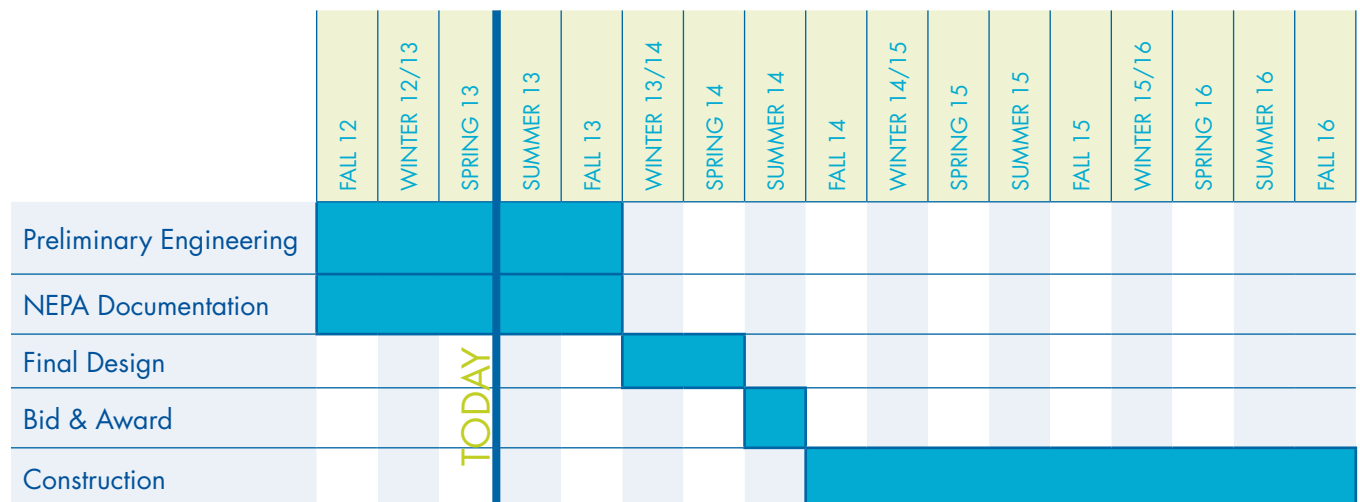 FALL 12
WINTER 12/13
SPRING 13
SUMMER 13
FALL 13
WINTER 13/14
SPRING 14
SUMMER 14
FALL 14
WINTER 14/15
SPRING 15
SUMMER 15
FALL 15
WINTER 15/16
SPRING 16
SUMMER 16
FALL 16
Preliminary Engineering
NEPA Documentation
Final Design
Bid & Award
Construction
TODAY